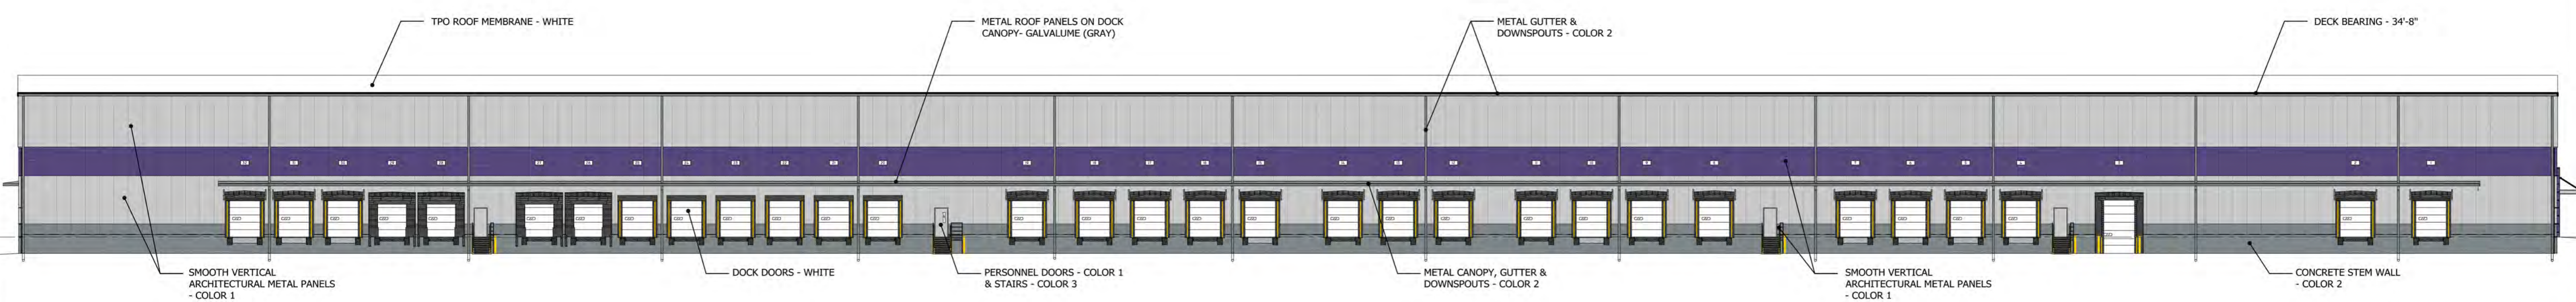 TPO ROOF MEMBRANE - WHITE
METAL ROOF PANELS ON DOCK
CANOPY- GALVALUME (GRAY)
METAL GUTTER &
DOWNSPOUTS - COLOR 2
DECK BEARING - 34'-8"
SMOOTH VERTICAL
ARCHITECTURAL METAL PANELS
- COLOR 1
DOCK DOORS - WHITE
PERSONNEL DOORS - COLOR 1
& STAIRS - COLOR 3
METAL CANOPY, GUTTER &
DOWNSPOUTS - COLOR 2
SMOOTH VERTICAL
ARCHITECTURAL METAL PANELS
- COLOR 1
CONCRETE STEM WALL
- COLOR 2